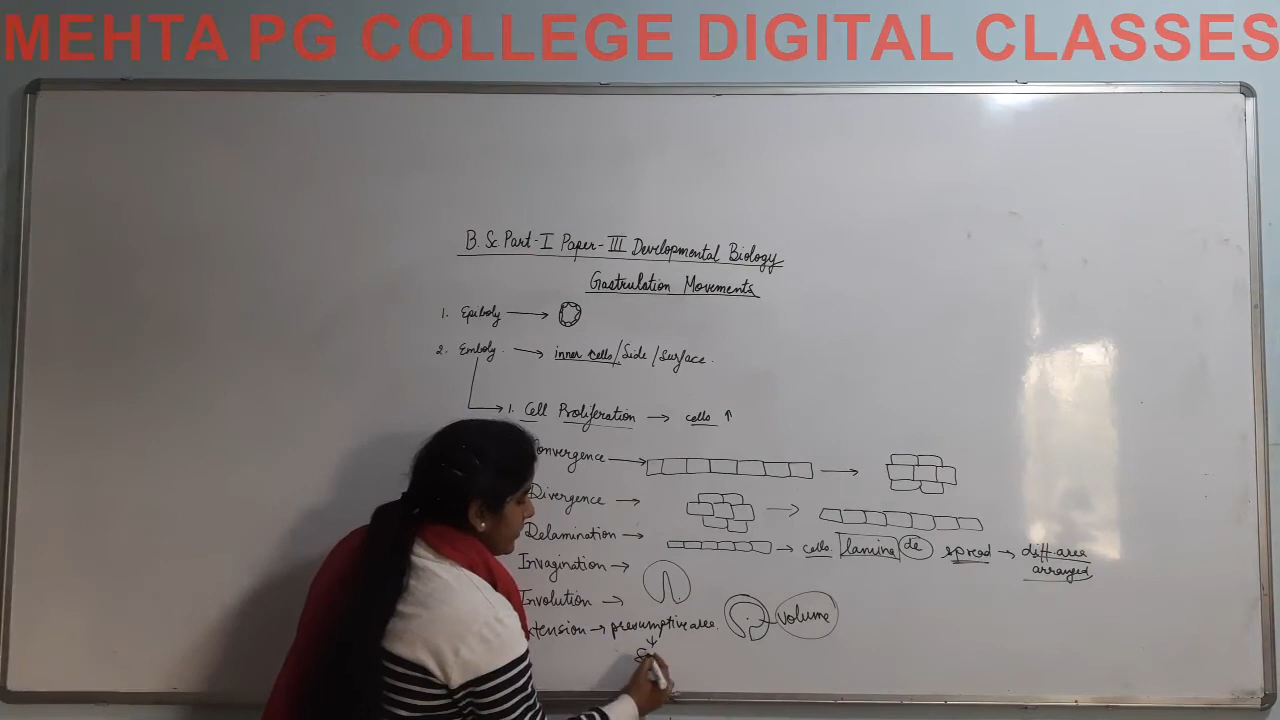 MEHTA PG COLLEGE DIGITAL CLASSES
B.Sc Part-I Paper-III Developmental Biology
Gastrulation Movements
1. Epiboly →
2. Emboly. → inner cells/Side/Surface.
1. Cell Proliferation → cells ↑
onvergence → →
Divergence → →
Delamination → → cells lamina de spread → diff. area
arranged
Invagination →
Involution → volume
tension → presumptive area.
↓